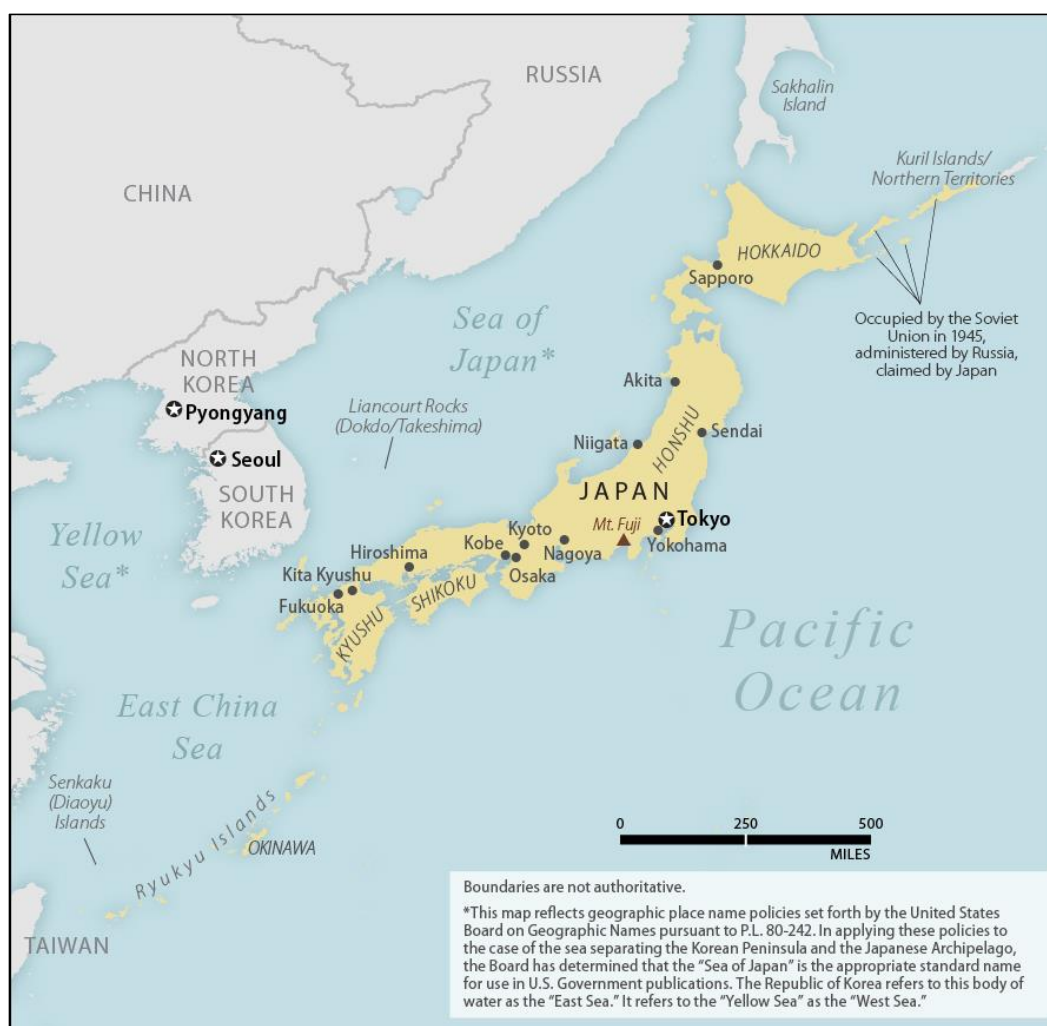 RUSSIA
Sakhalin
Island
Kuril Islands/
Northern Territories
CHINA
HOKKAIDO
Sapporo
Occupied by the Soviet
Union in 1945,
administered by Russia,
claimed by Japan
Sea of
Japan*
NORTH
KOREA
Pyongyang
Akita
Liancourt Rocks
(Dokdo/Takeshima)
Sendai
Niigata
HONSHU
Seoul
SOUTH
KOREA
JAPAN
Yellow
Sea*
Mt. Fuji
Tokyo
Yokohama
Kyoto
Kobe
Nagoya
Osaka
Hiroshima
Kita Kyushu
Fukuoka
SHIKOKU
KYUSHU
Pacific
Ocean
East China
Sea
Senkaku
(Diaoyu)
Islands
Ryukyu Islands
OKINAWA
TAIWAN
0 250 500
MILES
Boundaries are not authoritative.
*This map reflects geographic place name policies set forth by the United States
Board on Geographic Names pursuant to P.L. 80-242. In applying these policies to
the case of the sea separating the Korean Peninsula and the Japanese Archipelago,
the Board has determined that the “Sea of Japan” is the appropriate standard name
for use in U.S. Government publications. The Republic of Korea refers to this body of
water as the “East Sea.” It refers to the “Yellow Sea” as the “West Sea.”